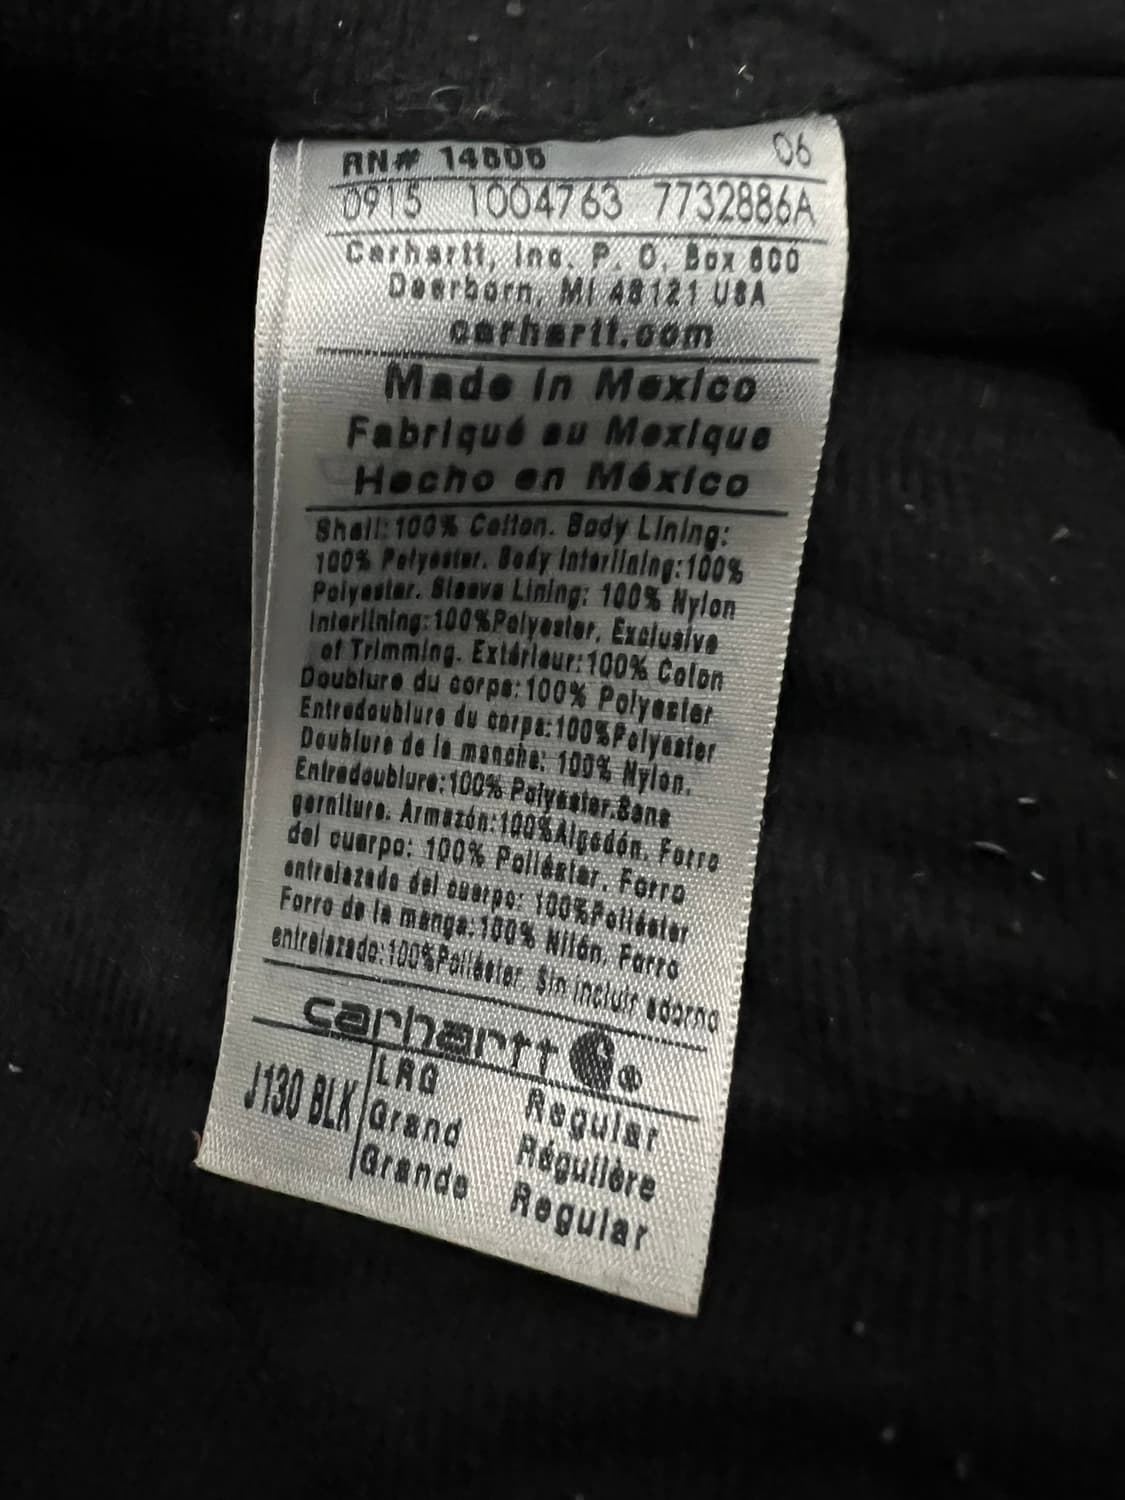 RN# 14806 06
0915 1004763 7732886A
Carhartt, Inc. P. O. Box 600
Dearborn, MI 48121 USA
carhartt.com
Made in Mexico
Fabriqué au Mexique
Hecho en México
Shell: 100% Cotton. Body Lining:
100% Polyester. Body Interlining: 100%
Polyester. Sleeve Lining: 100% Nylon
Interlining: 100%Polyester, Exclusive
of Trimming. Extérieur: 100% Coton
Doublure du corps: 100% Polyester
Entredoublure du corps: 100%Polyester
Doublure de la manche: 100% Nylon.
Entredoublure: 100% Polyester.Sans
garniture. Armazón: 100%Algodón. Forro
del cuerpo: 100% Poliéster. Forro
entrelazado del cuerpo: 100%Poliéster
Forro de la manga: 100% Nilón. Forro
entrelazado: 100%Poliéster. Sin incluir adorno
carhartt ®
J130 BLK LRG Regular
Grand Régulière
Grande Regular